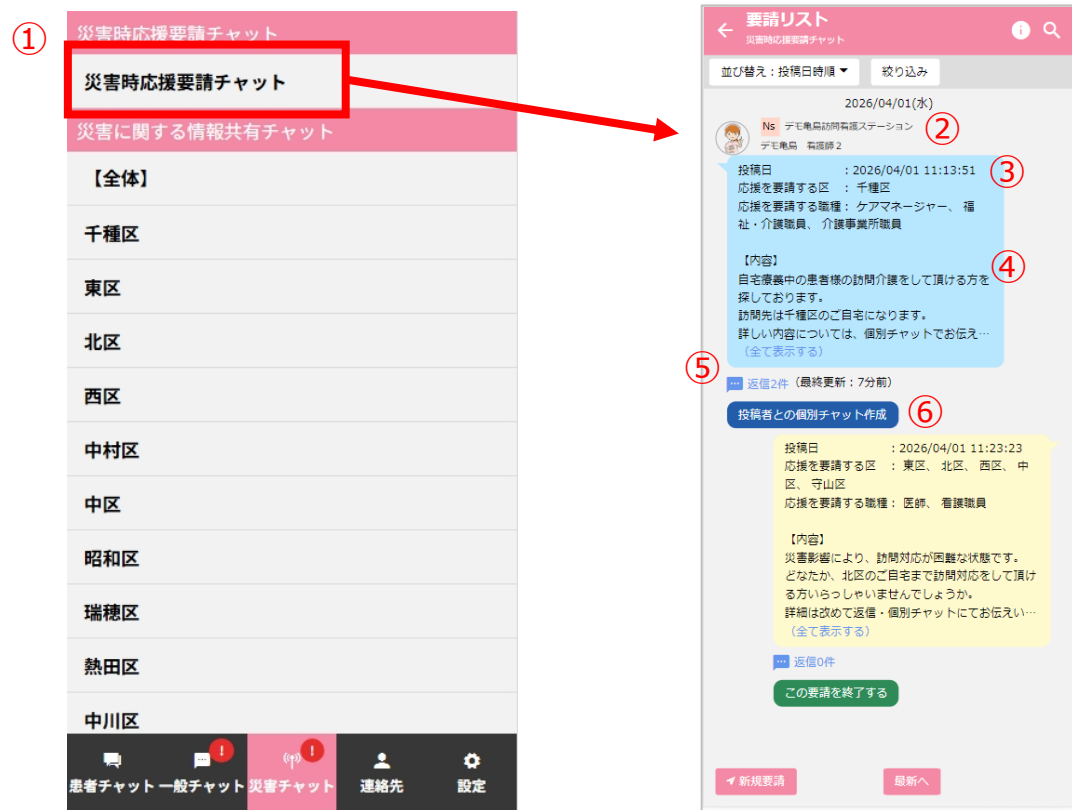 ①
災害時応援要請チャット
災害時応援要請チャット
災害に関する情報共有チャット
【全体】
千種区
東区
北区
西区
中村区
中区
昭和区
瑞穂区
熱田区
中川区
患者チャット
!
一般チャット
!
災害チャット
連絡先
設定
要請リスト
災害時応援要請チャット
i
並び替え：投稿日時順▼
絞り込み
2026/04/01(水)
Ns デモ亀島訪問看護ステーション
②
デモ亀島 看護師２
投稿日 ：2026/04/01 11:13:51
③
応援を要請する区 ： 千種区
応援を要請する職種： ケアマネージャー、 福
祉・介護職員、 介護事業所職員
【内容】
④
自宅療養中の患者様の訪問介護をして頂ける方を
探しております。
訪問先は千種区のご自宅になります。
詳しい内容については、個別チャットでお伝え…
（全て表示する）
⑤
返信2件 （最終更新：7分前）
投稿者との個別チャット作成
⑥
投稿日 ：2026/04/01 11:23:23
応援を要請する区 ： 東区、 北区、 西区、 中
区、 守山区
応援を要請する職種： 医師、 看護職員
【内容】
災害影響により、訪問対応が困難な状態です。
どなたか、北区のご自宅まで訪問対応をして頂け
る方いらっしゃいませんでしょうか。
詳細は改めて返信・個別チャットにてお伝えい…
（全て表示する）
返信0件
この要請を終了する
新規要請
最新へ